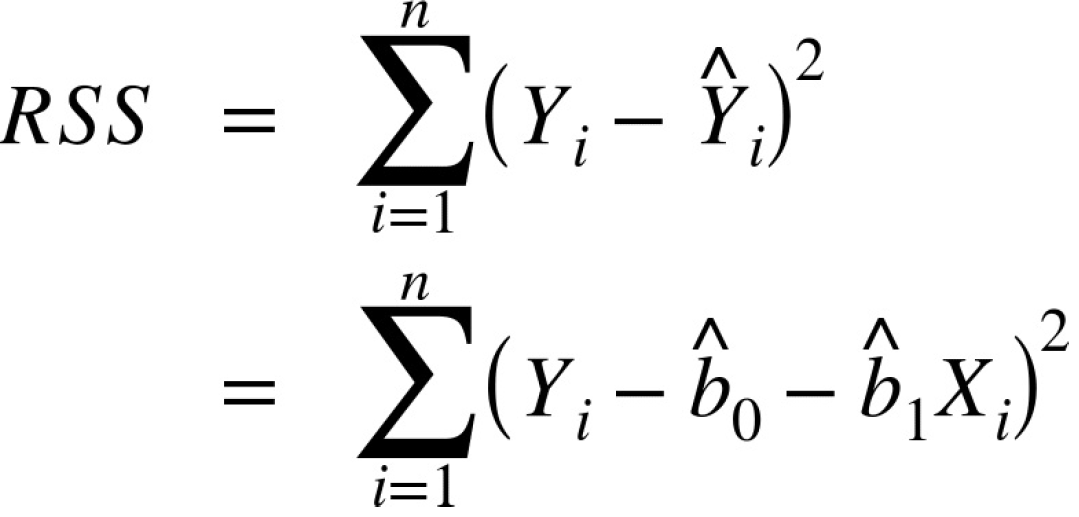 RSS = \sum_{i=1}^{n} (Y_i - \hat{Y}_i)^2
= \sum_{i=1}^{n} (Y_i - \hat{b}_0 - \hat{b}_1 X_i)^2